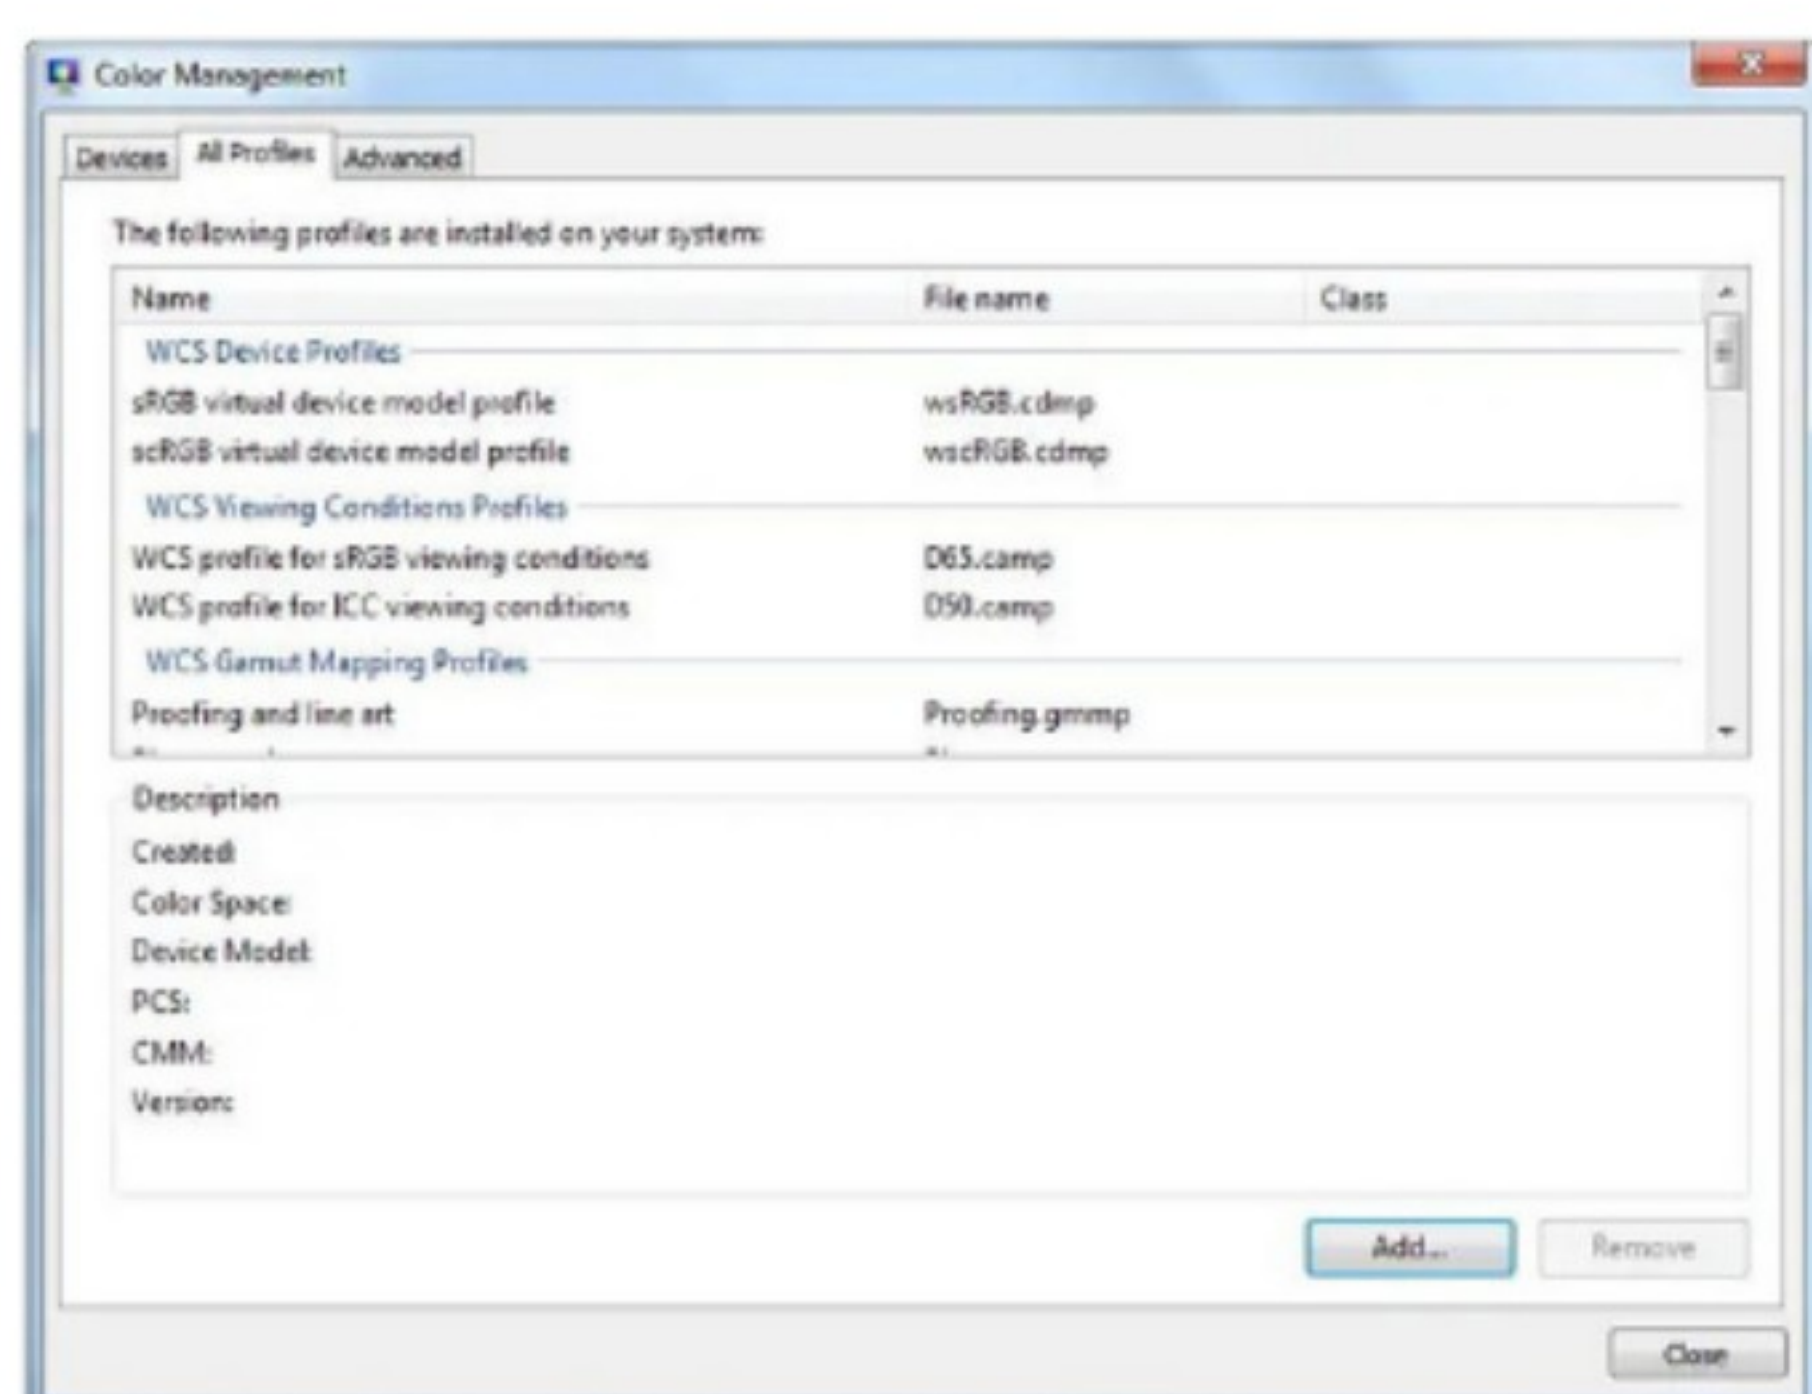 Color Management
Devices All Profiles Advanced
The following profiles are installed on your system:
Name File name Class
WCS Device Profiles
sRGB virtual device model profile wsRGB.cdmp
scRGB virtual device model profile wscRGB.cdmp
WCS Viewing Conditions Profiles
WCS profile for sRGB viewing conditions D65.camp
WCS profile for ICC viewing conditions D50.camp
WCS Gamut Mapping Profiles
Proofing and line art Proofing.gmmp
Description
Created:
Color Space:
Device Model:
PCS:
CMM:
Version:
Add... Remove
Close